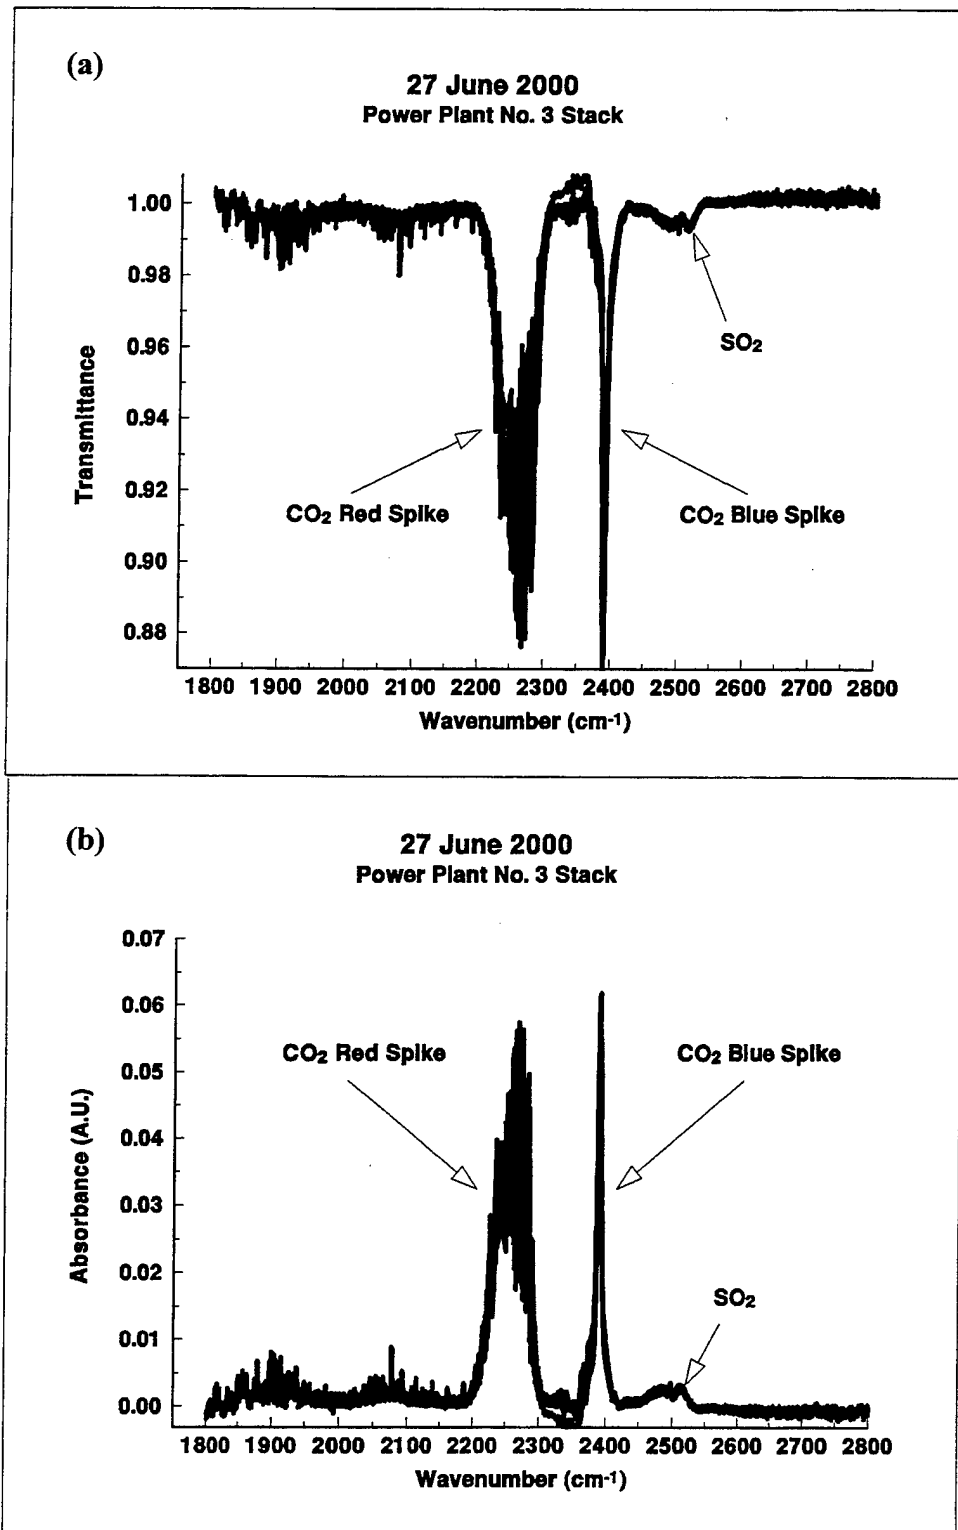 (a)
27 June 2000
Power Plant No. 3 Stack
1.00
0.98
0.96
0.94
0.92
0.90
0.88
Transmittance
SO2
CO2 Red Spike
CO2 Blue Spike
1800 1900 2000 2100 2200 2300 2400 2500 2600 2700 2800
Wavenumber (cm-1)
(b)
27 June 2000
Power Plant No. 3 Stack
0.07
0.06
0.05
0.04
0.03
0.02
0.01
0.00
Absorbance (A.U.)
CO2 Red Spike
CO2 Blue Spike
SO2
1800 1900 2000 2100 2200 2300 2400 2500 2600 2700 2800
Wavenumber (cm-1)